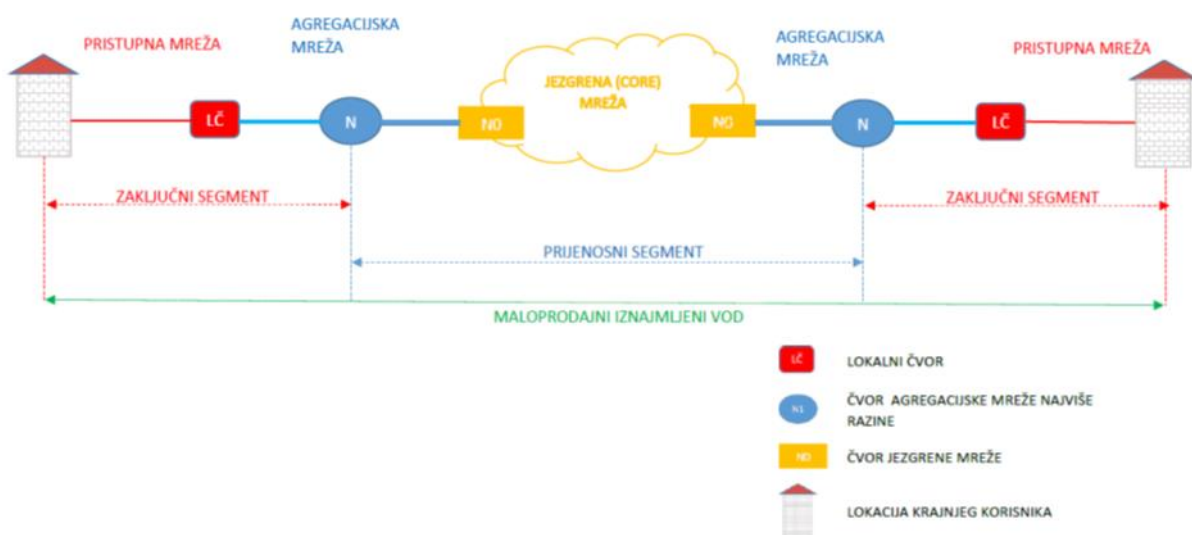 AGREGACIJSKA
MREŽA
PRISTUPNA MREŽA
AGREGACIJSKA
MREŽA
PRISTUPNA MREŽA
JEZGRENA (CORE)
MREŽA
LČ
N
N0
N0
N
LČ
ZAKLJUČNI SEGMENT
ZAKLJUČNI SEGMENT
PRIJENOSNI SEGMENT
MALOPRODAJNI IZNAJMLJENI VOD
LČ
LOKALNI ČVOR
N1
ČVOR AGREGACIJSKE MREŽE NAJVIŠE
RAZINE
N0
ČVOR JEZGRENE MREŽE
LOKACIJA KRAJNJEG KORISNIKA